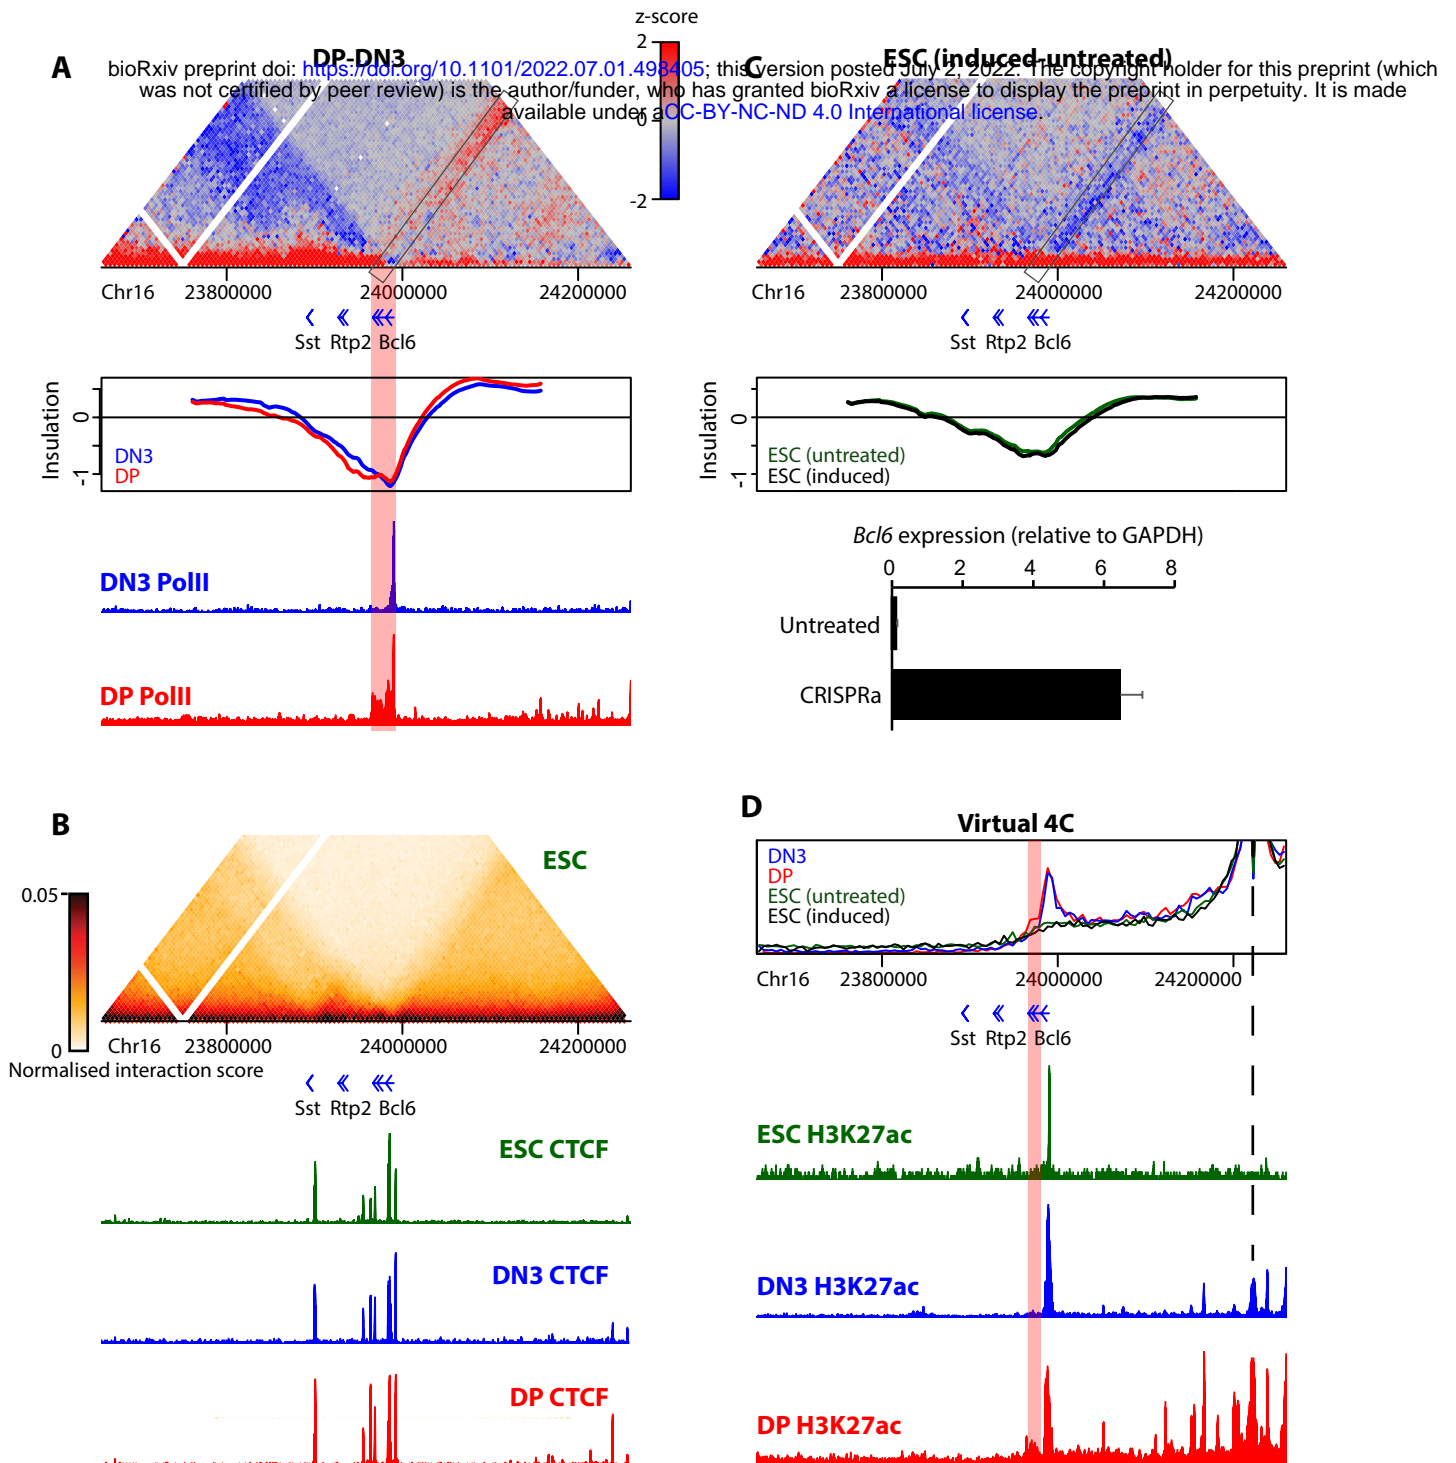 z-score
A
DP-DN3
2
0
-2
C
ESC (induced-untreated)
bioRxiv preprint doi: https://doi.org/10.1101/2022.07.01.498405; this version posted July 2, 2022. The copyright holder for this preprint (which
was not certified by peer review) is the author/funder, who has granted bioRxiv a license to display the preprint in perpetuity. It is made
available under aCC-BY-NC-ND 4.0 International license.
Chr16 23800000 24000000 24200000
Sst Rtp2 Bcl6
Insulation
0
-1
DN3
DP
DN3 PolII
DP PolII
Chr16 23800000 24000000 24200000
Sst Rtp2 Bcl6
Insulation
0
-1
ESC (untreated)
ESC (induced)
Bcl6 expression (relative to GAPDH)
0 2 4 6 8
Untreated
CRISPRa
B
ESC
0.05
0
Normalised interaction score
Chr16 23800000 24000000 24200000
Sst Rtp2 Bcl6
ESC CTCF
DN3 CTCF
DP CTCF
D
Virtual 4C
DN3
DP
ESC (untreated)
ESC (induced)
Chr16 23800000 24000000 24200000
Sst Rtp2 Bcl6
ESC H3K27ac
DN3 H3K27ac
DP H3K27ac